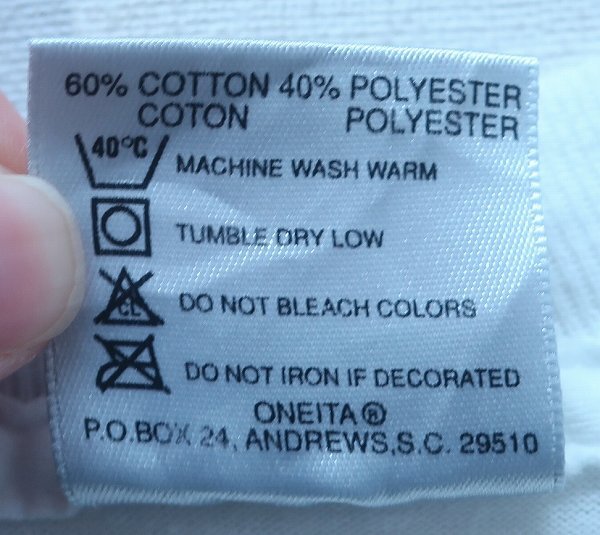 60% COTTON 40% POLYESTER
COTON POLYESTER
40°C MACHINE WASH WARM
TUMBLE DRY LOW
CL DO NOT BLEACH COLORS
DO NOT IRON IF DECORATED
ONEITA®
P.O.BOX 24, ANDREWS,S.C. 29510